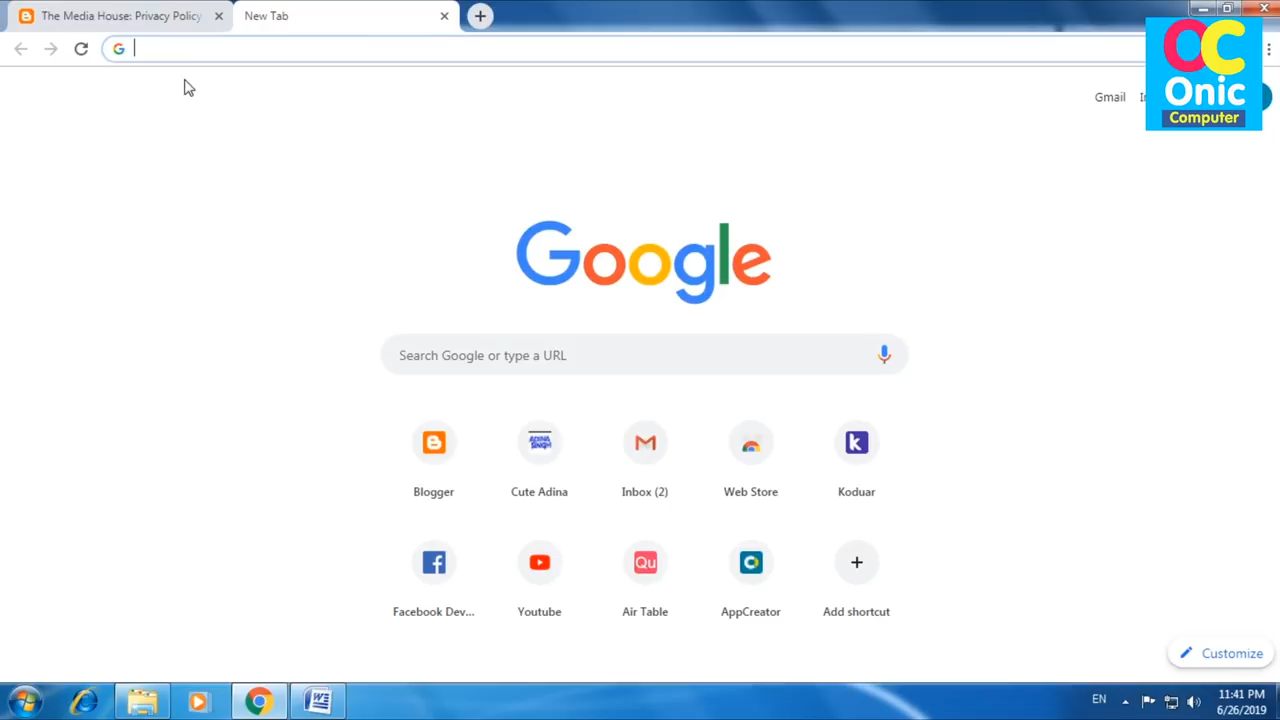 The Media House: Privacy Policy
New Tab
Gmail
OC
Onic
Computer
Google
Search Google or type a URL
Blogger
Cute Adina
Inbox (2)
Web Store
Koduar
Facebook Dev...
Youtube
Air Table
AppCreator
Add shortcut
Customize
EN
11:41 PM
6/26/2019